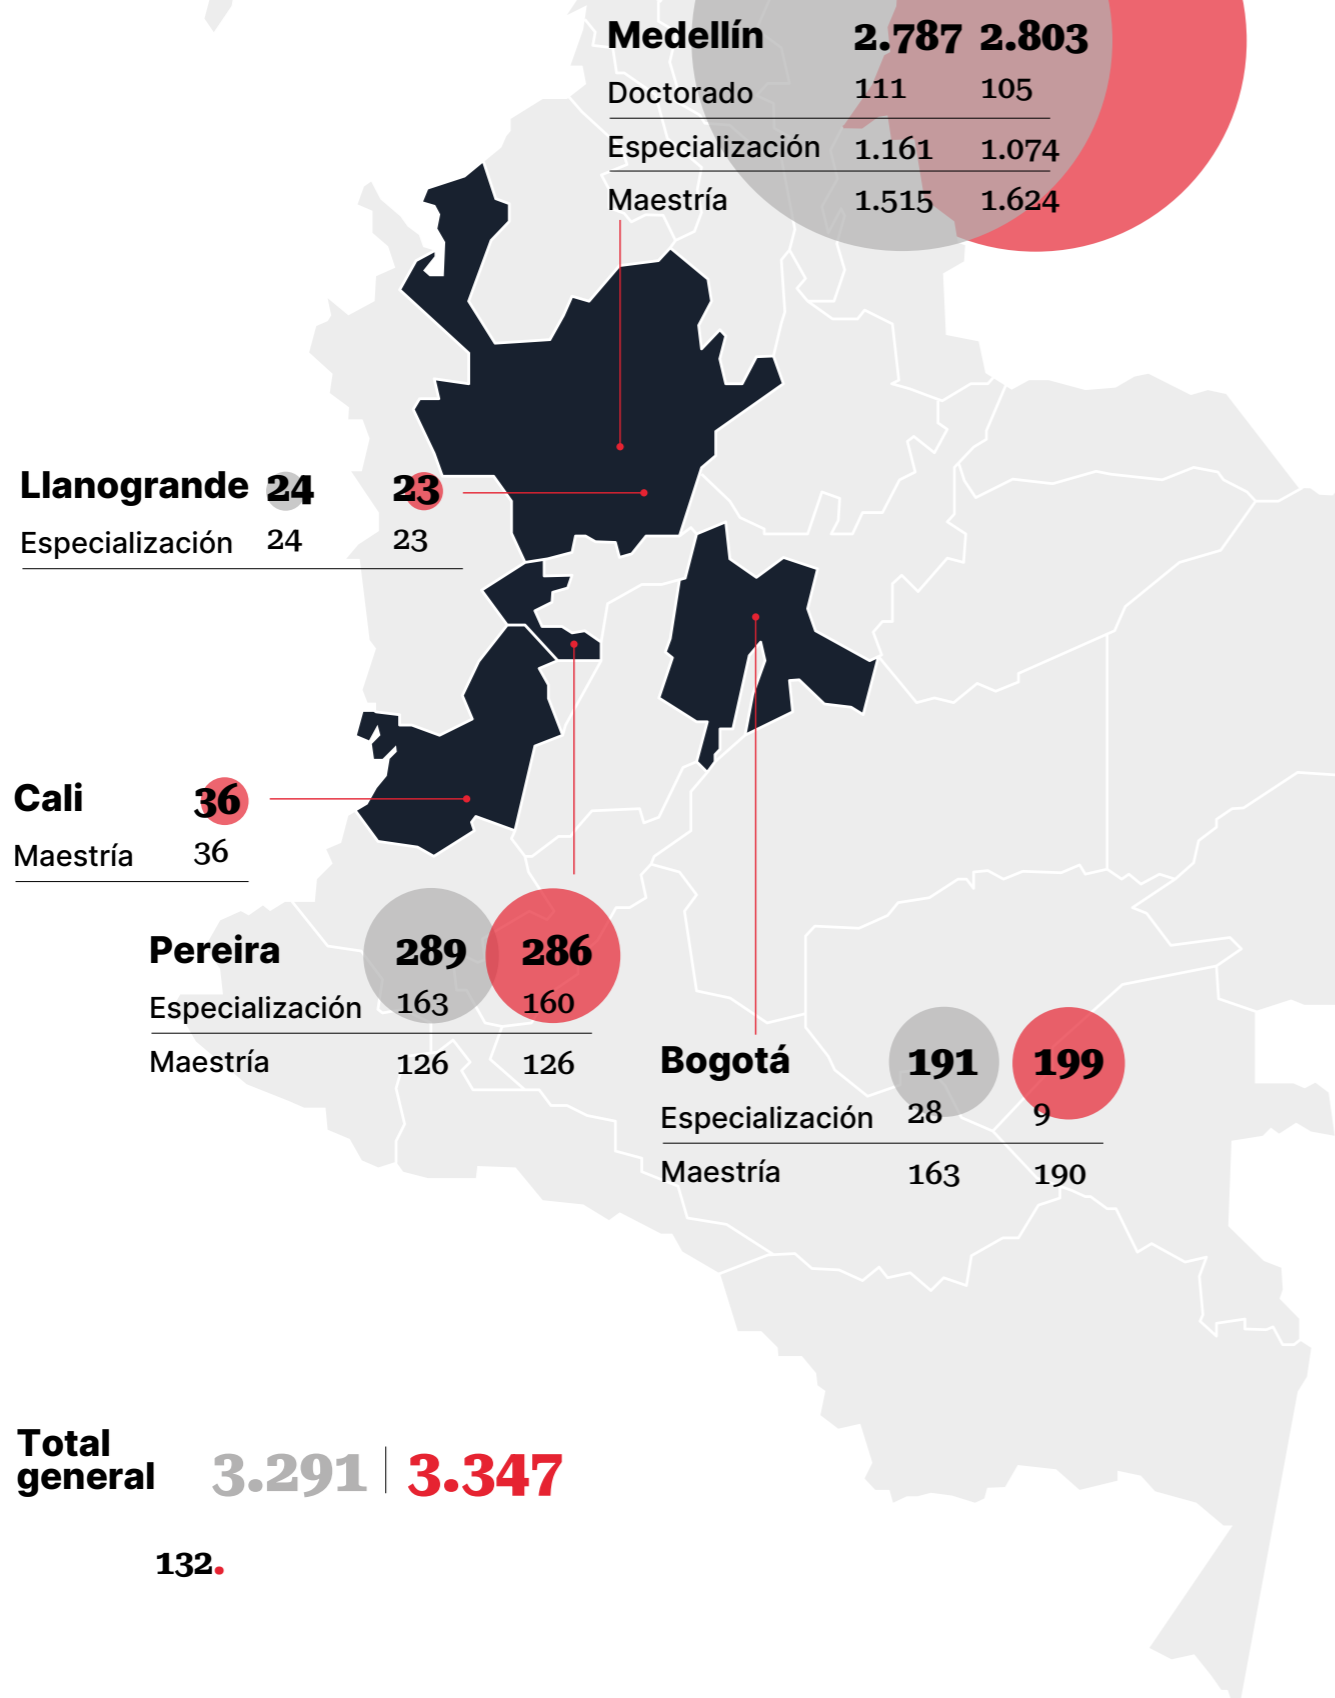 Medellín 2.787 2.803
Doctorado 111 105
Especialización 1.161 1.074
Maestría 1.515 1.624
Llanogrande 24 23
Especialización 24 23
Cali 36
Maestría 36
Pereira 289 286
Especialización 163 160
Maestría 126 126
Bogotá 191 199
Especialización 28 9
Maestría 163 190
Total
general 3.291 | 3.347
132.